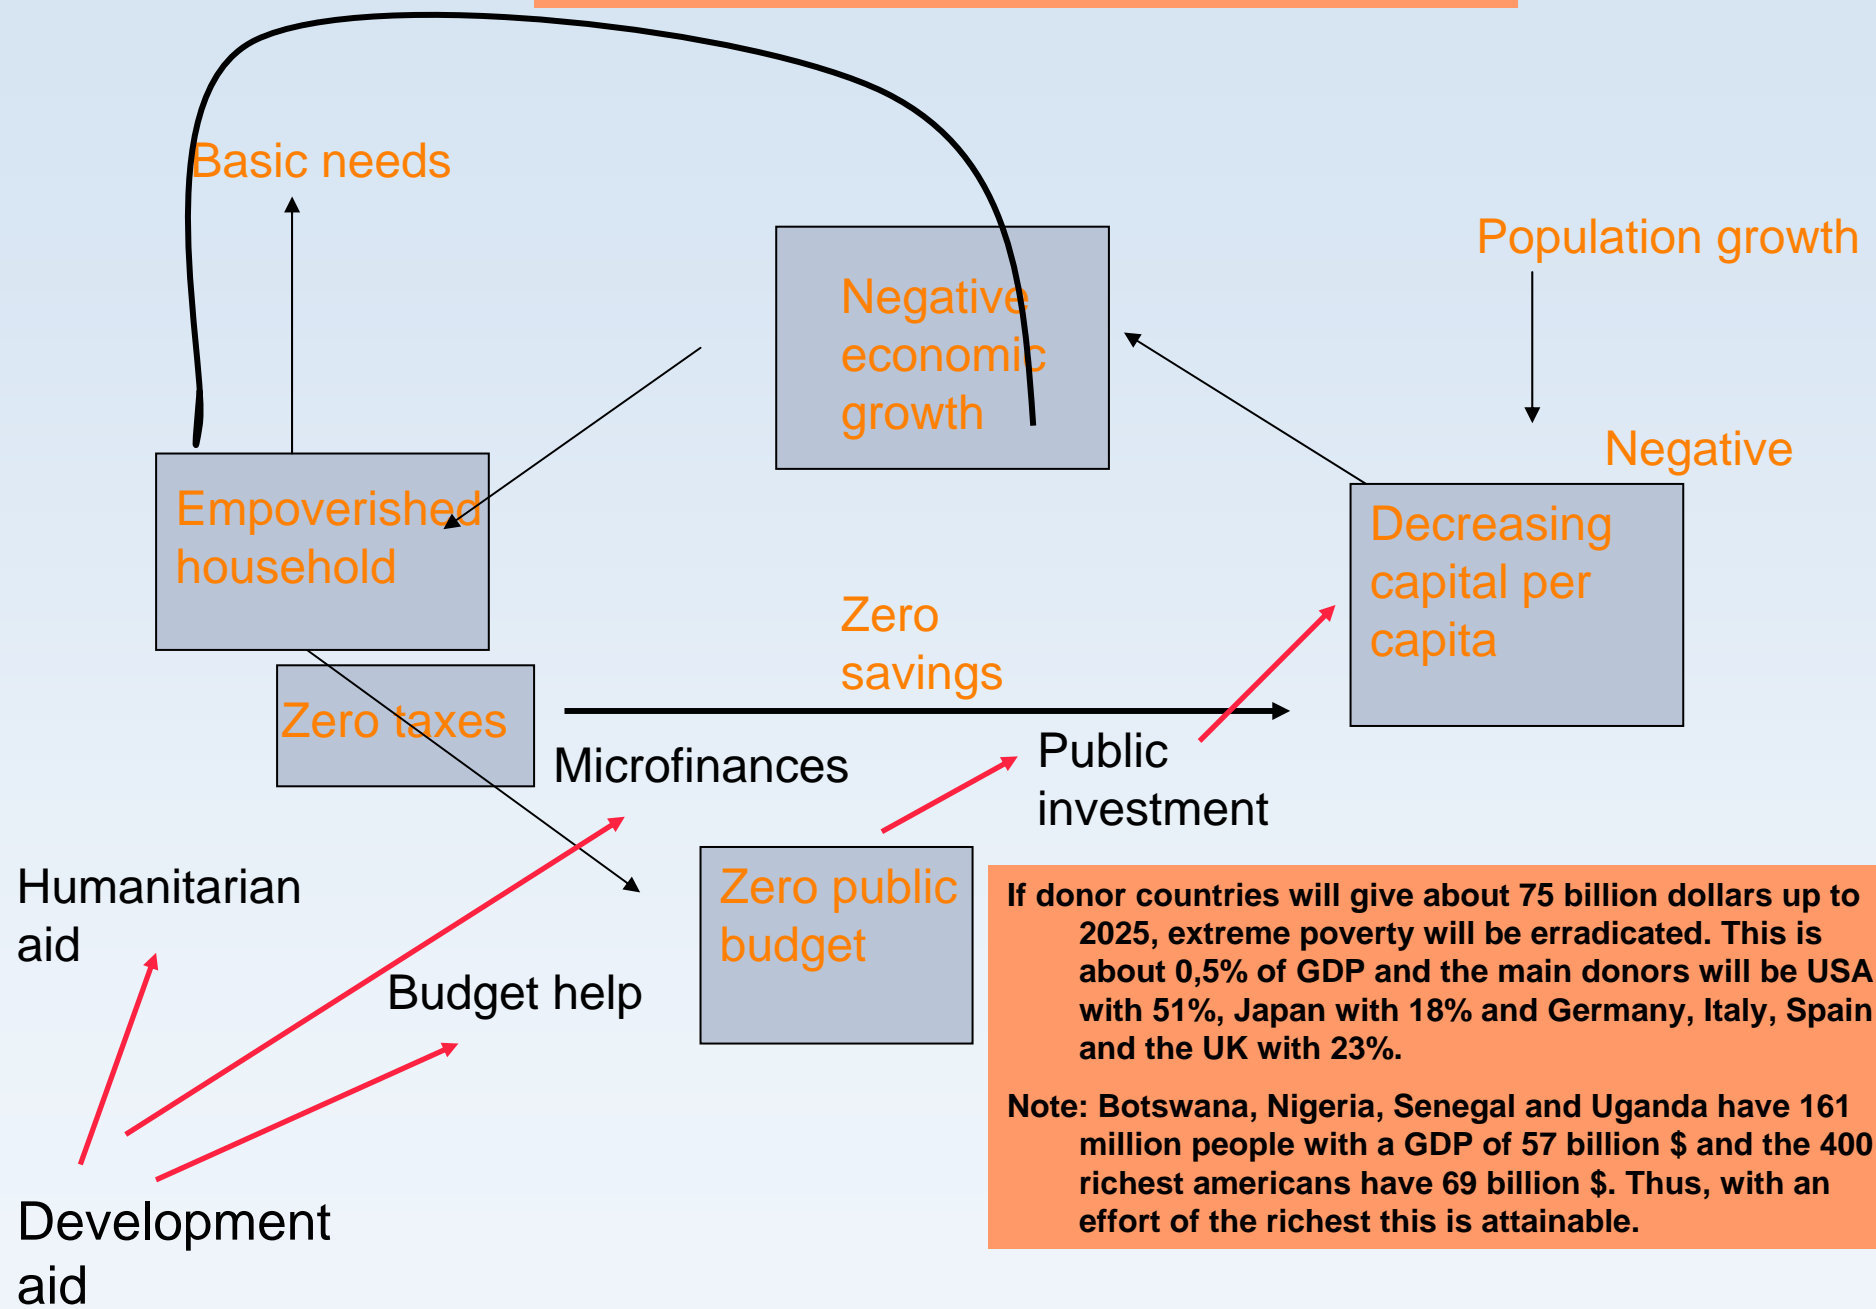 Basic needs
Population growth
Negative
economic
growth
Negative
Empoverished
household
Decreasing
capital per
capita
Zero
savings
Zero taxes
Microfinances
Public
investment
Humanitarian
aid
Zero public
budget
Budget help
If donor countries will give about 75 billion dollars up to
2025, extreme poverty will be erradicated. This is
about 0,5% of GDP and the main donors will be USA
with 51%, Japan with 18% and Germany, Italy, Spain
and the UK with 23%.
Note: Botswana, Nigeria, Senegal and Uganda have 161
million people with a GDP of 57 billion $ and the 400
richest americans have 69 billion $. Thus, with an
effort of the richest this is attainable.
Development
aid